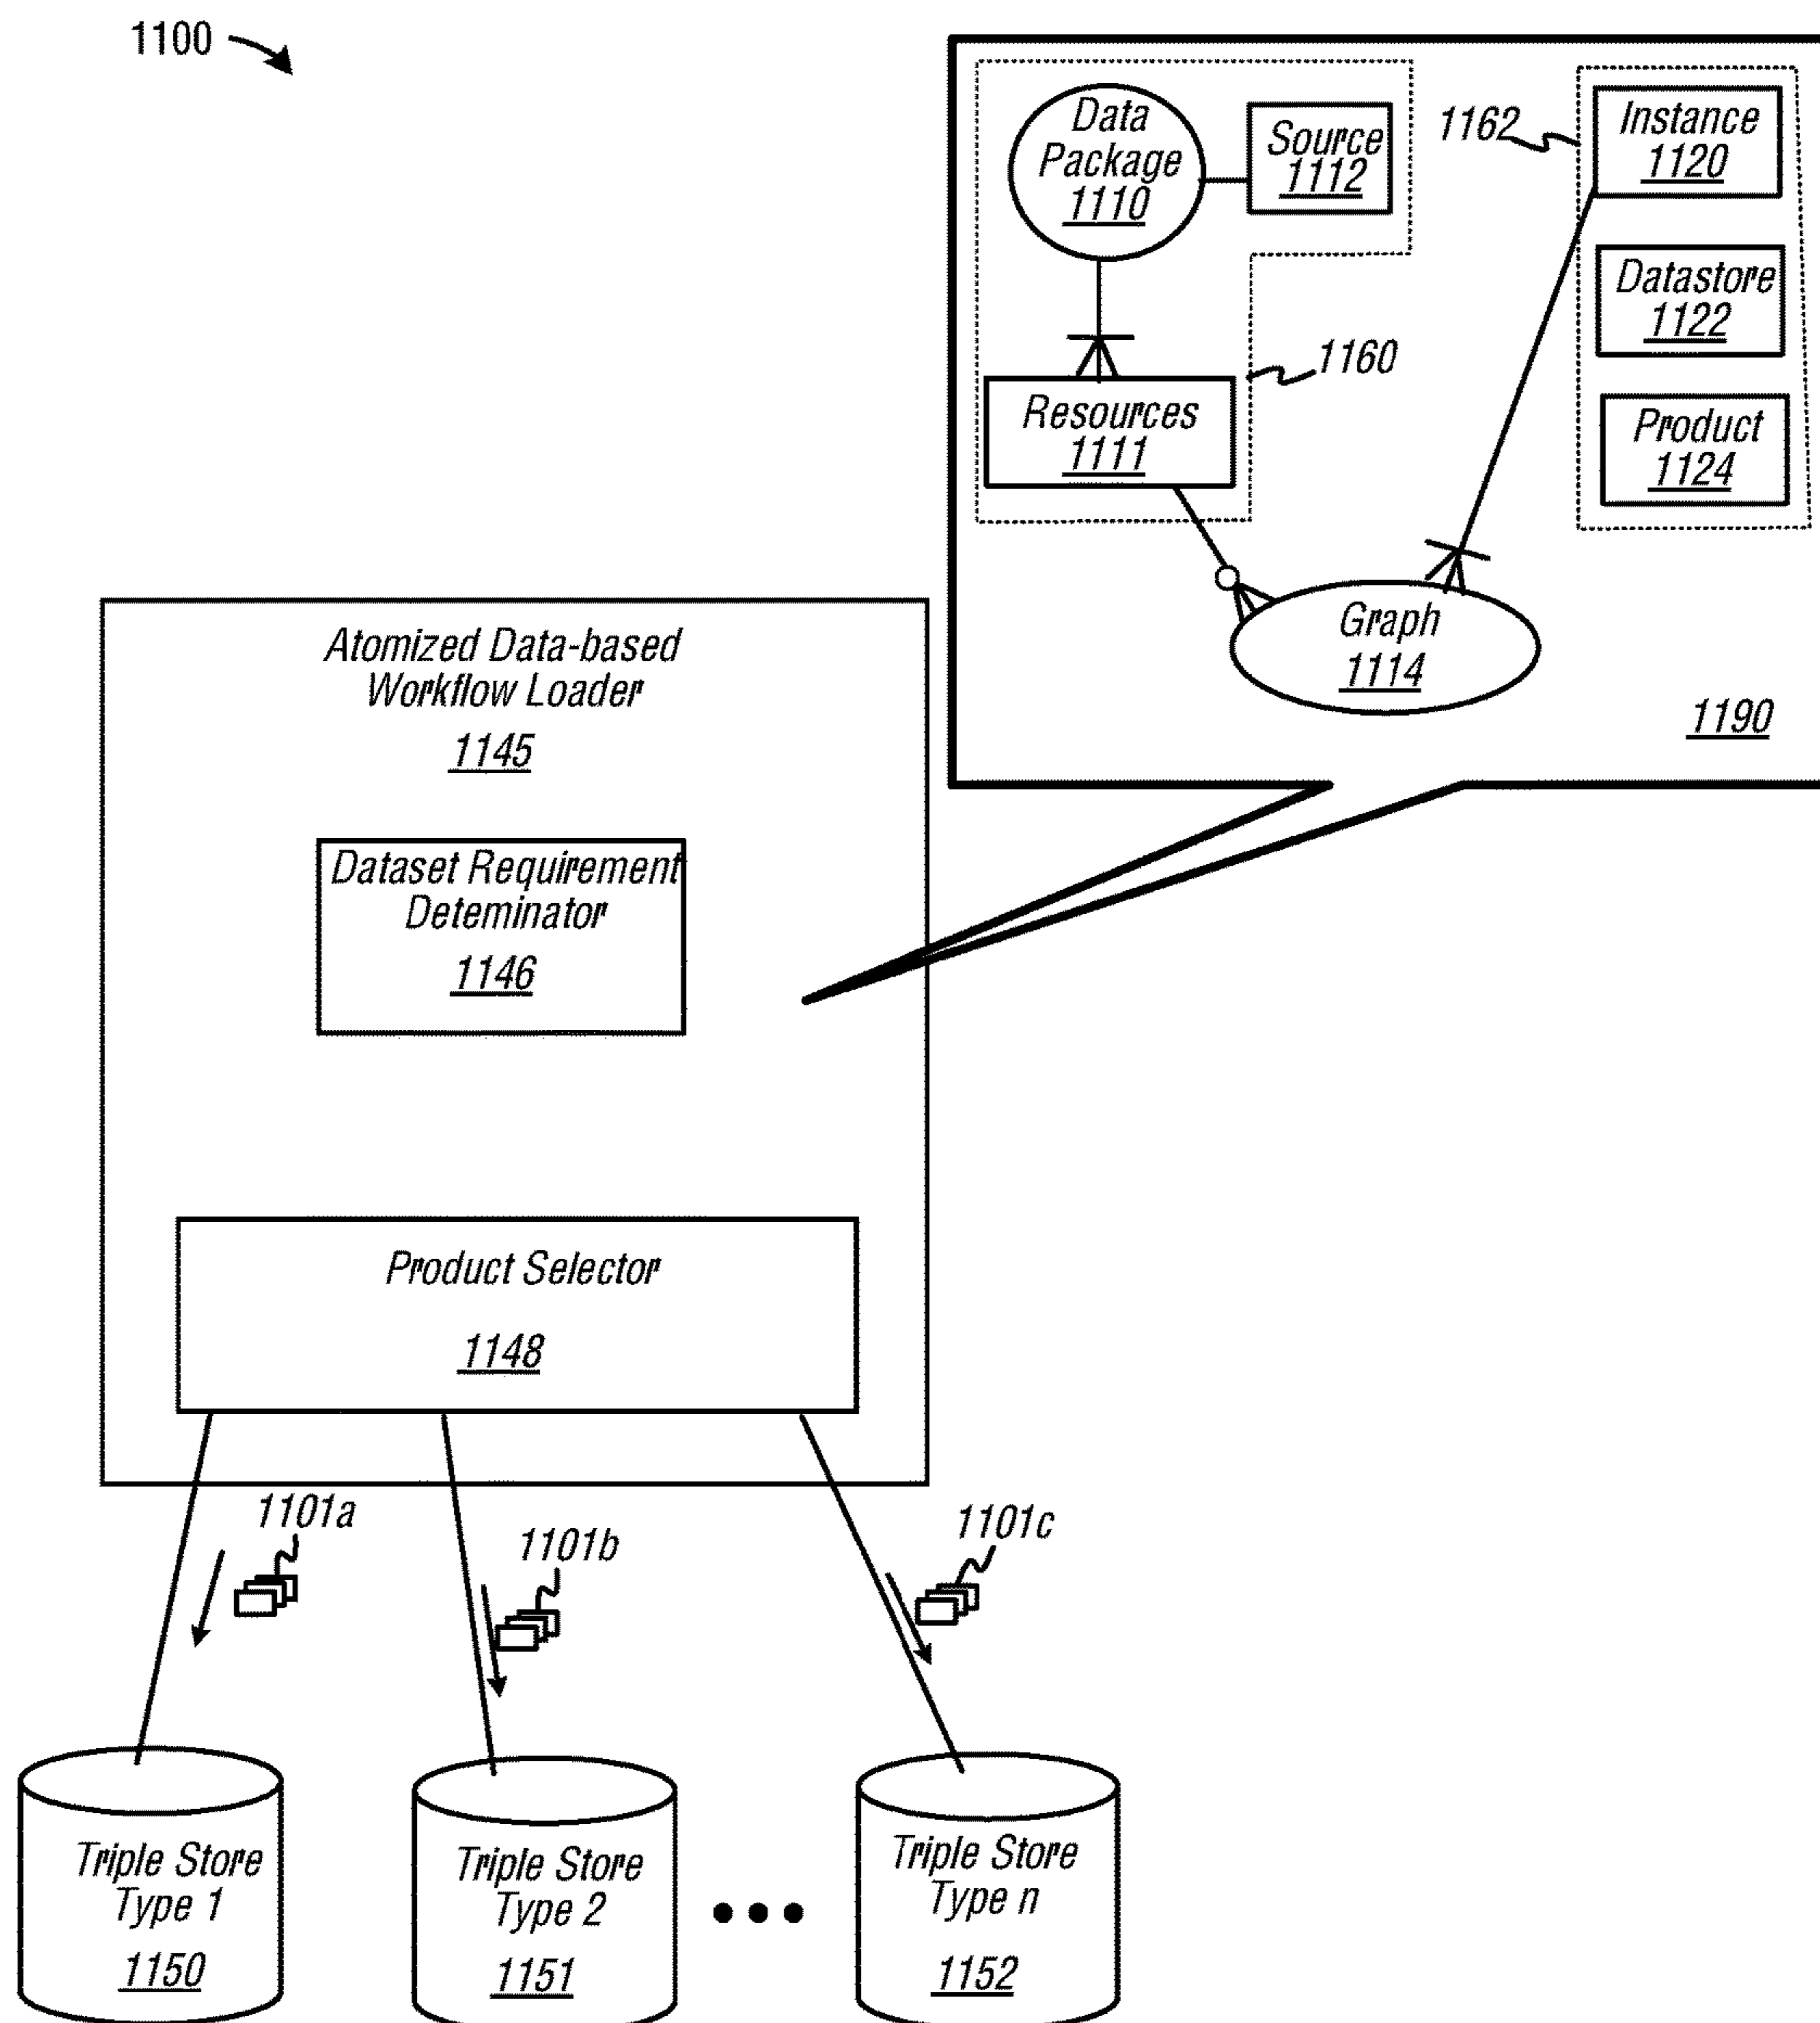 1100
Data
Package
1110
Source
1112
1162
Instance
1120
Datastore
1122
Product
1124
1160
Resources
1111
Graph
1114
1190
Atomized Data-based
Workflow Loader
1145
Dataset Requirement
Deteminator
1146
Product Selector
1148
1101a
1101b
1101c
Triple Store
Type 1
1150
Triple Store
Type 2
1151
Triple Store
Type n
1152